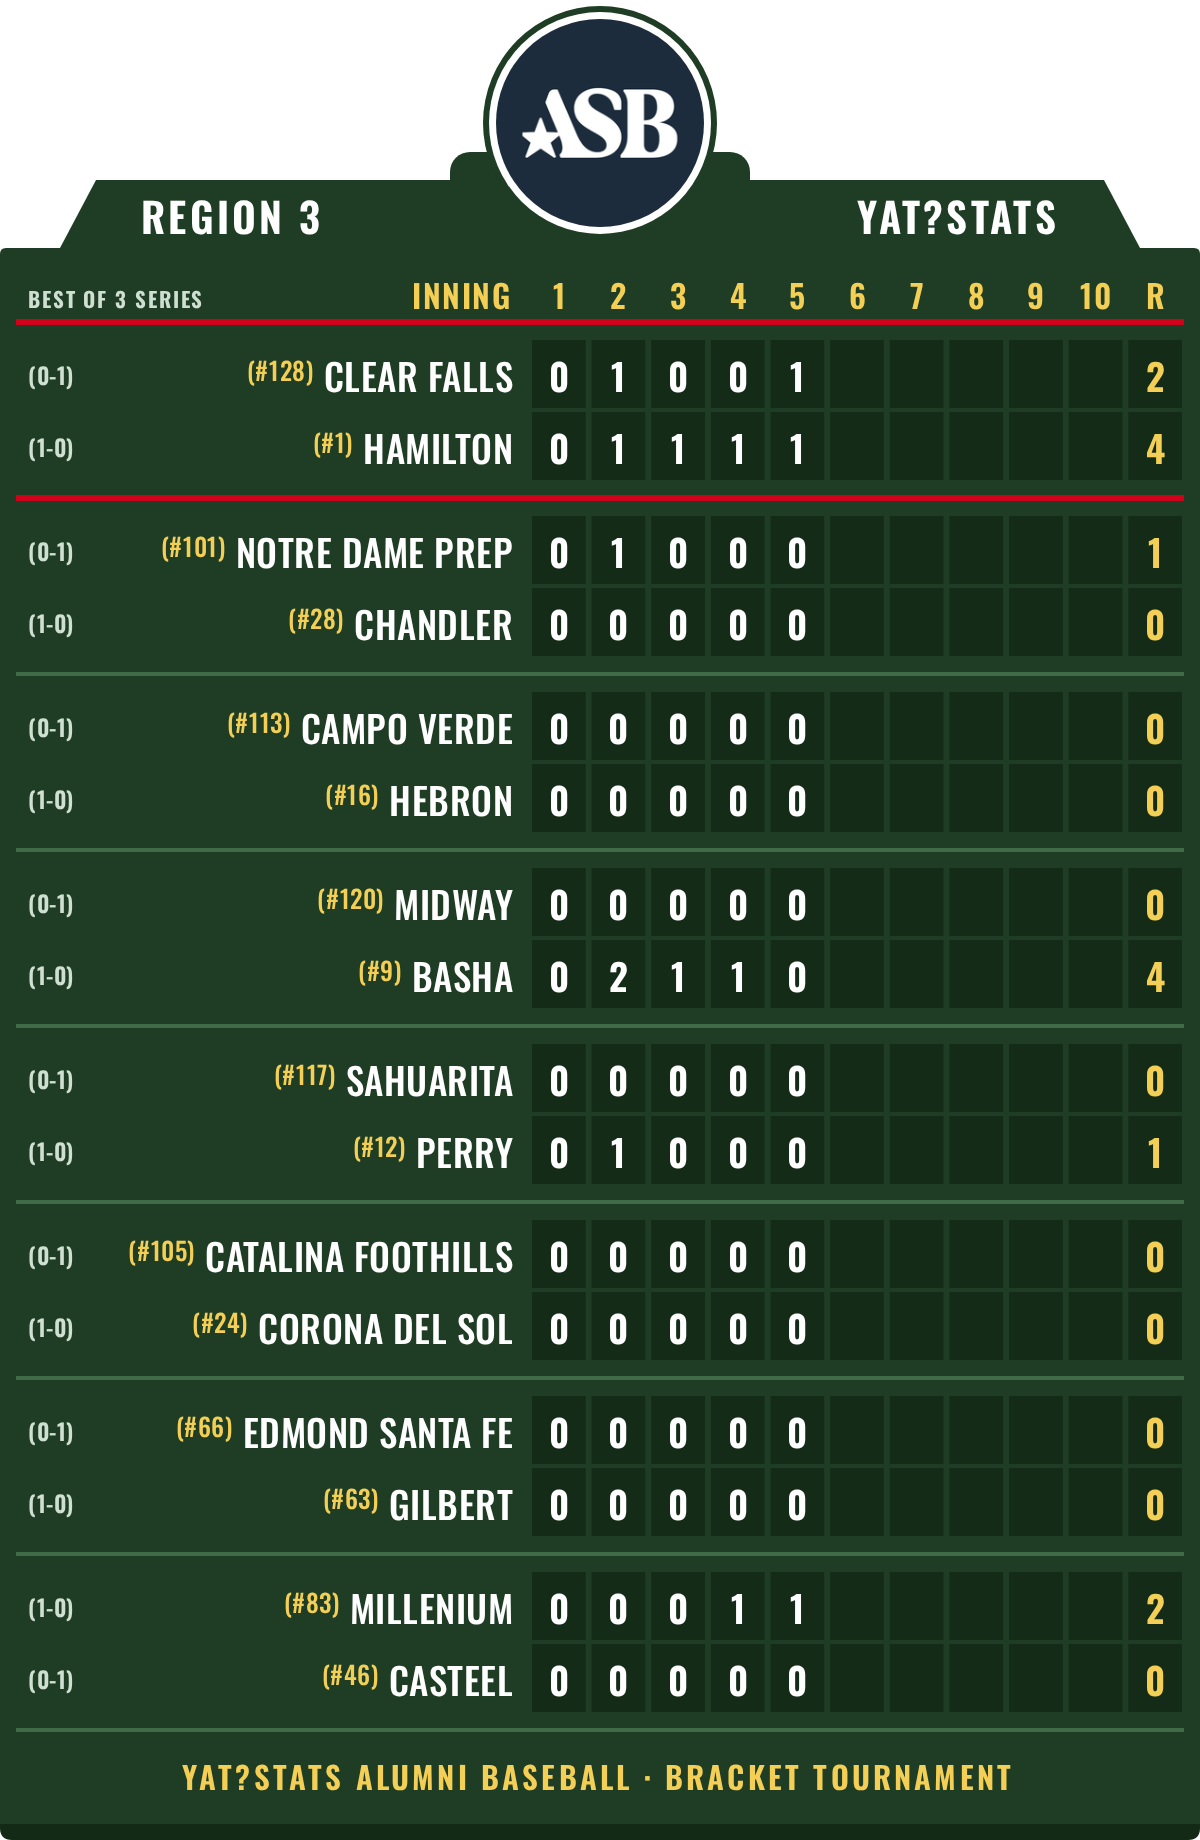 ASB
REGION 3 YAT?STATS
BEST OF 3 SERIES INNING 1 2 3 4 5 6 7 8 9 10 R
(0-1) (#128) CLEAR FALLS 0 1 0 0 1 2
(1-0) (#1) HAMILTON 0 1 1 1 1 4
(0-1) (#101) NOTRE DAME PREP 0 1 0 0 0 1
(1-0) (#28) CHANDLER 0 0 0 0 0 0
(0-1) (#113) CAMPO VERDE 0 0 0 0 0 0
(1-0) (#16) HEBRON 0 0 0 0 0 0
(0-1) (#120) MIDWAY 0 0 0 0 0 0
(1-0) (#9) BASHA 0 2 1 1 0 4
(0-1) (#117) SAHUARITA 0 0 0 0 0 0
(1-0) (#12) PERRY 0 1 0 0 0 1
(0-1) (#105) CATALINA FOOTHILLS 0 0 0 0 0 0
(1-0) (#24) CORONA DEL SOL 0 0 0 0 0 0
(0-1) (#66) EDMOND SANTA FE 0 0 0 0 0 0
(1-0) (#63) GILBERT 0 0 0 0 0 0
(1-0) (#83) MILLENIUM 0 0 0 1 1 2
(0-1) (#46) CASTEEL 0 0 0 0 0 0
YAT?STATS ALUMNI BASEBALL · BRACKET TOURNAMENT